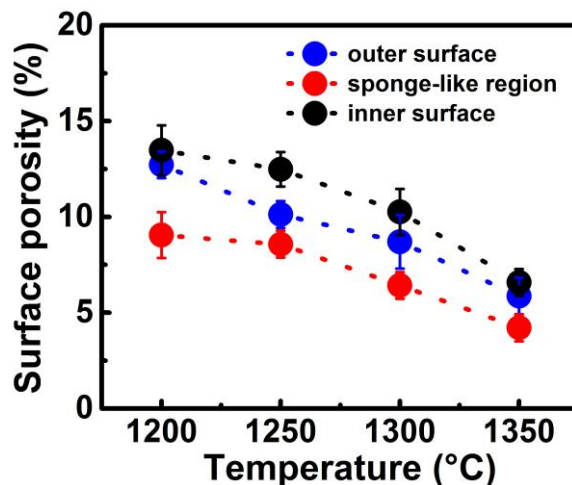 20
15
10
5
0
Surface porosity (%)
outer surface
sponge-like region
inner surface
1200 1250 1300 1350
Temperature (°C)